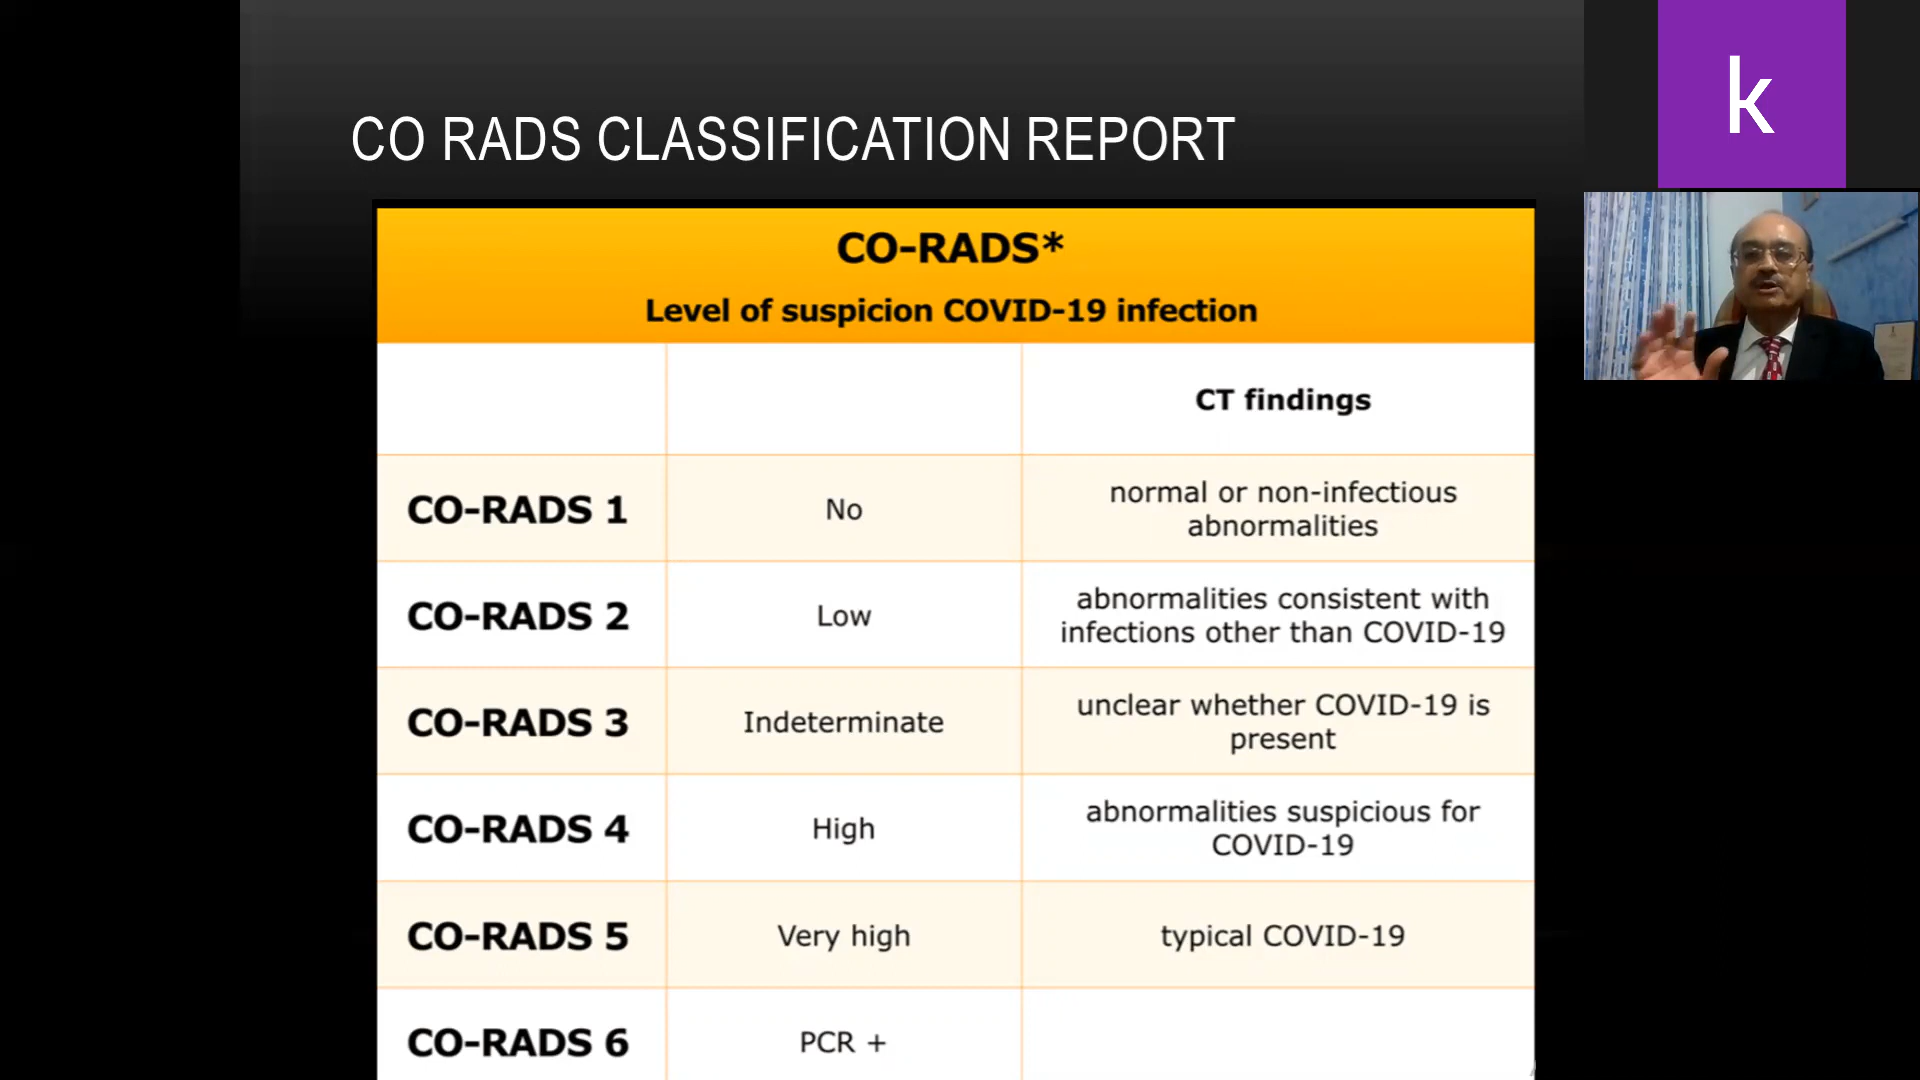 CO RADS CLASSIFICATION REPORT
k
CO-RADS*
Level of suspicion COVID-19 infection
CT findings
CO-RADS 1
No
normal or non-infectious
abnormalities
CO-RADS 2
Low
abnormalities consistent with
infections other than COVID-19
CO-RADS 3
Indeterminate
unclear whether COVID-19 is
present
CO-RADS 4
High
abnormalities suspicious for
COVID-19
CO-RADS 5
Very high
typical COVID-19
CO-RADS 6
PCR +